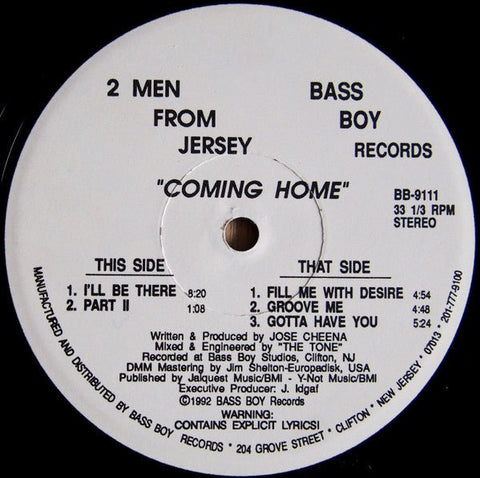 2 MEN FROM JERSEY
BASS BOY RECORDS
"COMING HOME"
BB-9111
33 1/3 RPM
STEREO
THIS SIDE
1. I'LL BE THERE 8:20
2. PART II 1:08
THAT SIDE
1. FILL ME WITH DESIRE 4:54
2. GROOVE ME 4:48
3. GOTTA HAVE YOU 5:24
Written & Produced by JOSE CHEENA
Mixed & Engineered by "THE TONE"
Recorded at Bass Boy Studios, Clifton, NJ
DMM Mastering by Jim Shelton-Europadisk, USA
Published by Jaiquest Music/BMI - Y-Not Music/BMI
Executive Producer: J. Idgaf
©1992 BASS BOY Records
WARNING:
CONTAINS EXPLICIT LYRICS!
MANUFACTURED AND DISTRIBUTED BY BASS BOY RECORDS * 204 GROVE STREET * CLIFTON * NEW JERSEY * 07013 * 201-777-9100